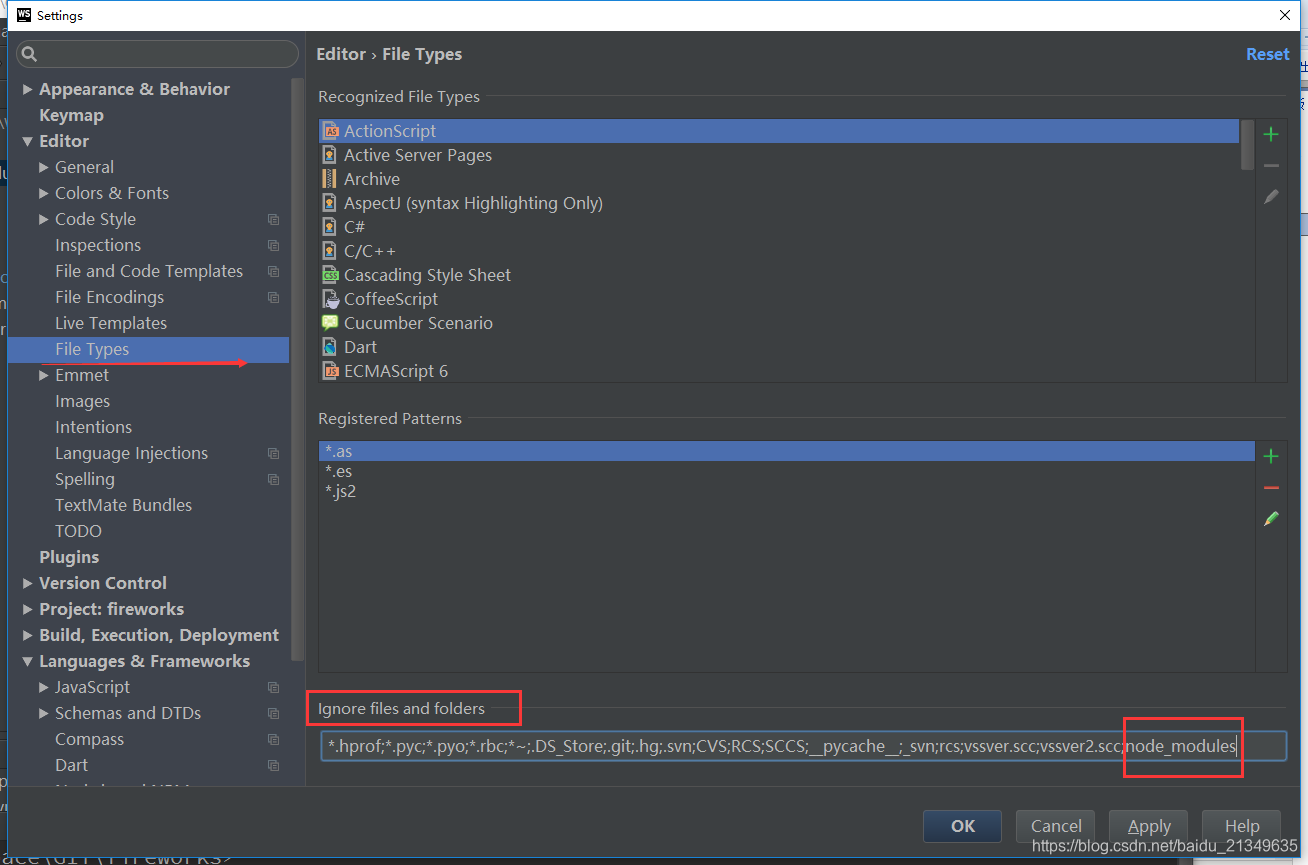 WS Settings
Appearance & Behavior
Keymap
Editor
General
Colors & Fonts
Code Style
Inspections
File and Code Templates
File Encodings
Live Templates
File Types
Emmet
Images
Intentions
Language Injections
Spelling
TextMate Bundles
TODO
Plugins
Version Control
Project: fireworks
Build, Execution, Deployment
Languages & Frameworks
JavaScript
Schemas and DTDs
Compass
Dart
Editor › File Types
Reset
Recognized File Types
ActionScript
Active Server Pages
Archive
AspectJ (syntax Highlighting Only)
C#
C/C++
Cascading Style Sheet
CoffeeScript
Cucumber Scenario
Dart
ECMAScript 6
Registered Patterns
*.as
*.es
*.js2
Ignore files and folders
*.hprof;*.pyc;*.pyo;*.rbc;*~;.DS_Store;.git;.hg;.svn;CVS;RCS;SCCS;__pycache__;_svn;rcs;vssver.scc;vssver2.scc;node_modules
OK Cancel Apply Help
https://blog.csdn.net/baidu_21349635